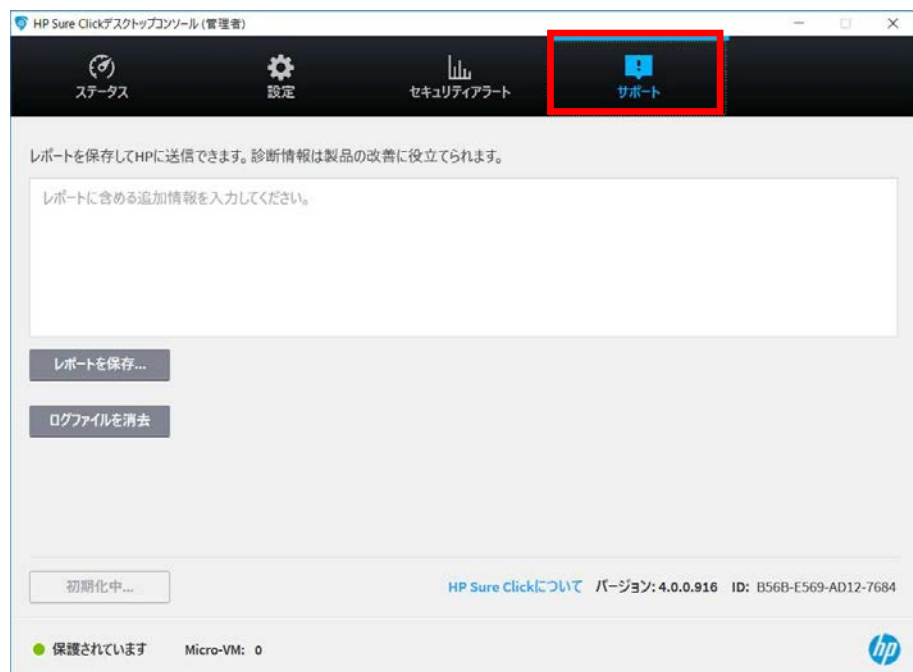 HP Sure Clickデスクトップコンソール (管理者)
ステータス
設定
セキュリティアラート
サポート
レポートを保存してHPに送信できます。診断情報は製品の改善に役立てられます。
レポートに含める追加情報を入力してください。
レポートを保存...
ログファイルを消去
初期化中...
HP Sure Clickについて バージョン: 4.0.0.916 ID: B56B-E569-AD12-7684
保護されています Micro-VM: 0
hp